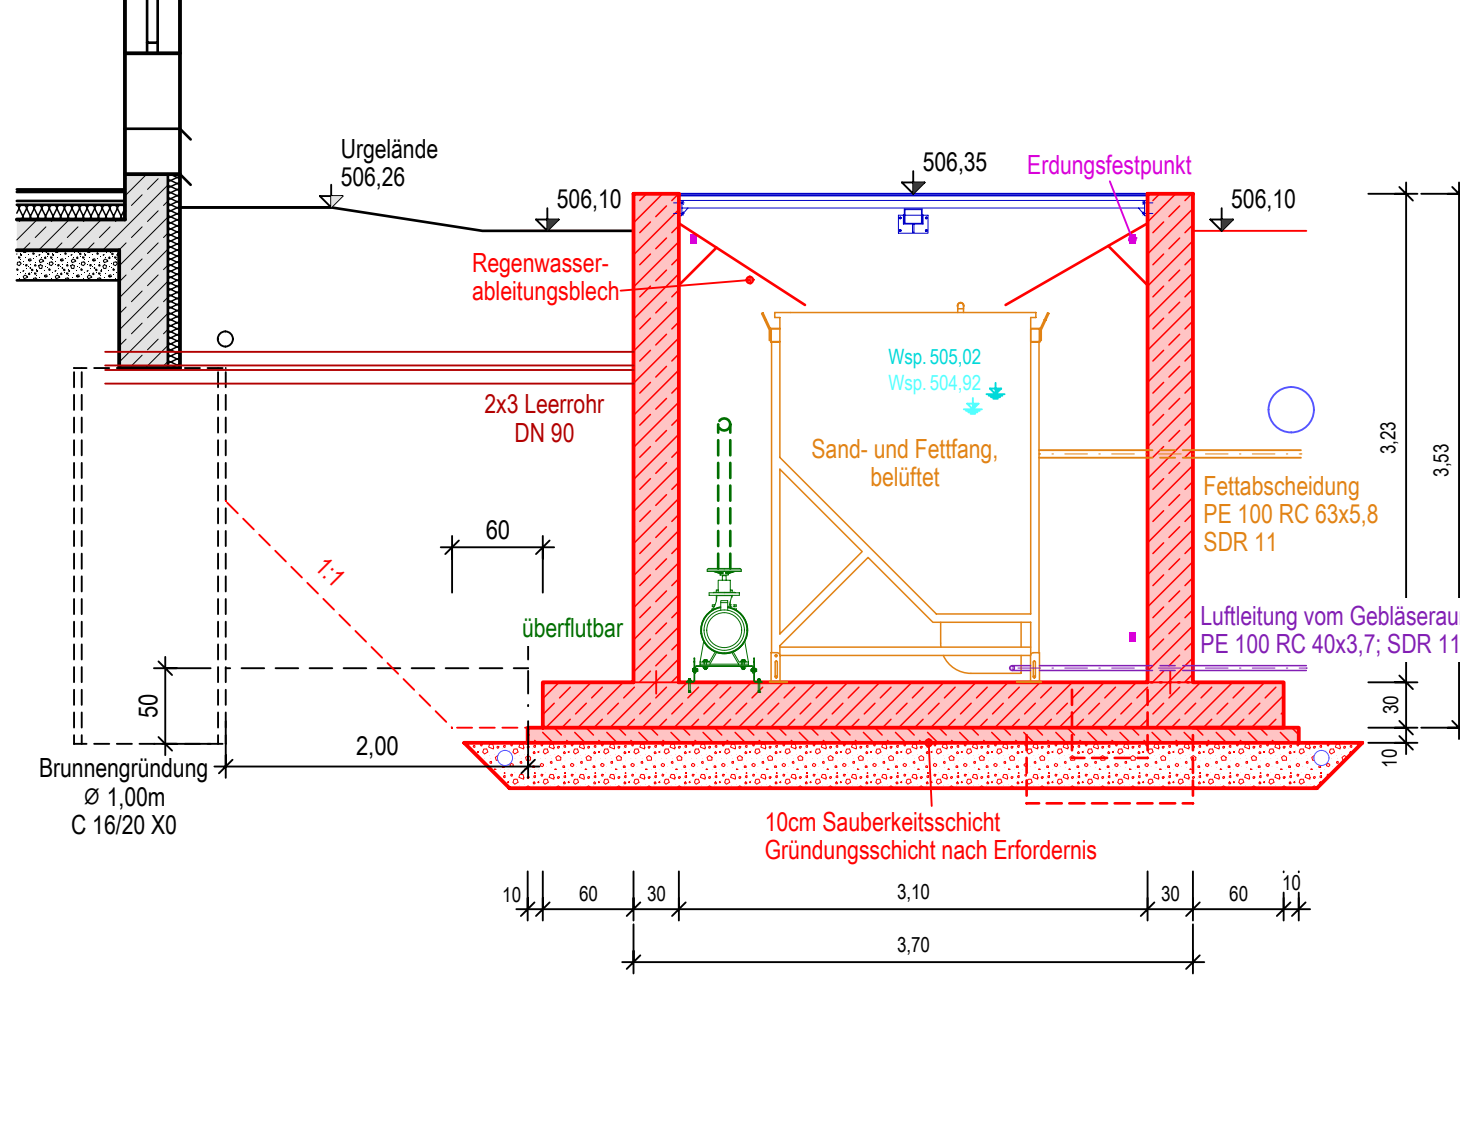 Urgelände
506,26
506,10
506,35
Erdungsfestpunkt
506,10
Regenwasser-
ableitungsblech
Wsp. 505,02
Wsp. 504,92
2x3 Leerrohr
DN 90
Sand- und Fettfang,
belüftet
3,23
3,53
Fettabscheidung
PE 100 RC 63x5,8
SDR 11
60
1:1
überflutbar
Luftleitung vom Gebläserau
PE 100 RC 40x3,7; SDR 11
50
30
10
2,00
Brunnengründung
Ø 1,00m
C 16/20 X0
10cm Sauberkeitsschicht
Gründungsschicht nach Erfordernis
10 60 30 3,10 30 60 10
3,70